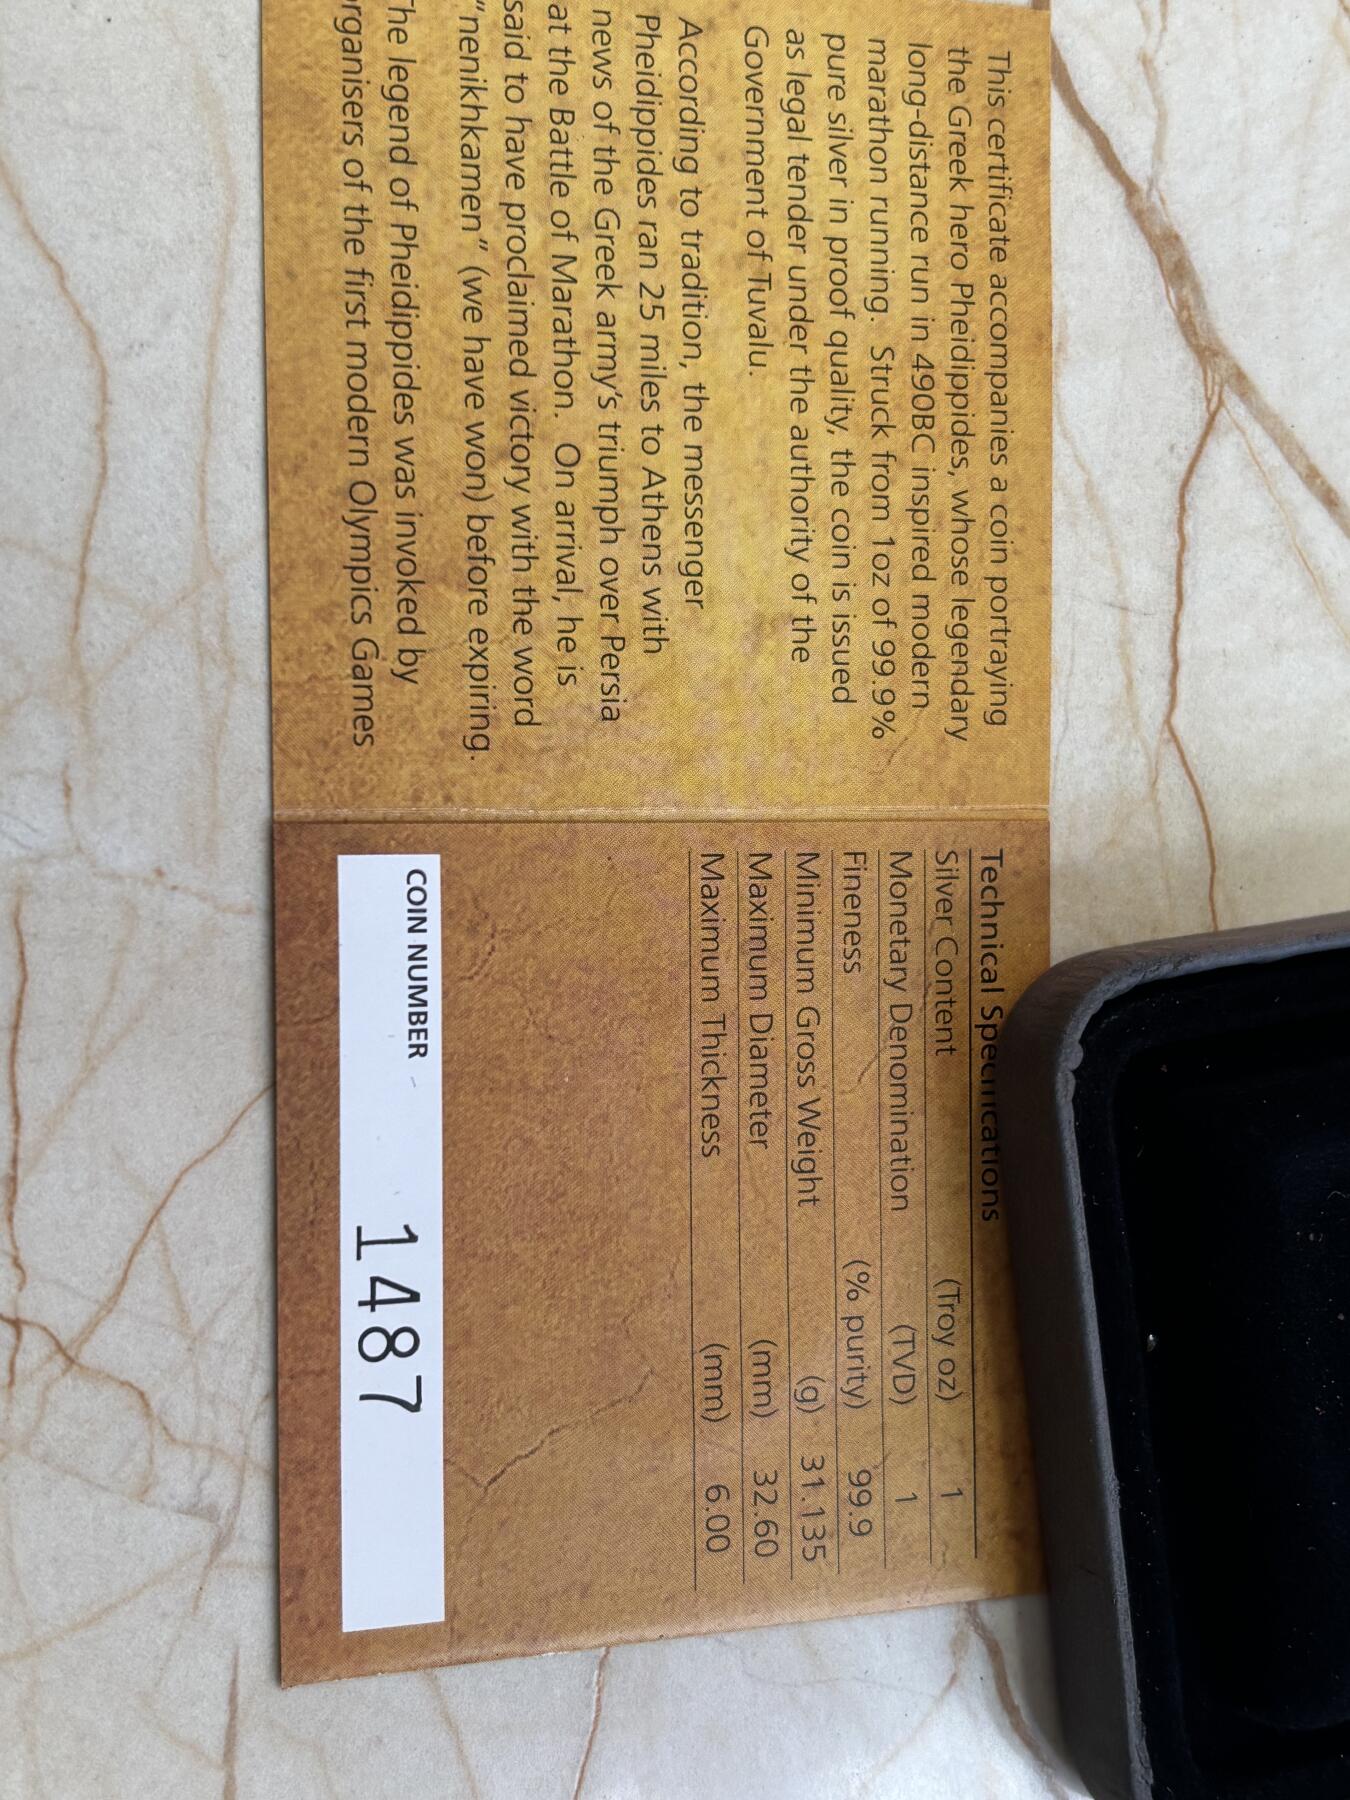 This certificate accompanies a coin portraying
the Greek hero Pheidippides, whose legendary
long-distance run in 490BC inspired modern
marathon running. Struck from 1oz of 99.9%
pure silver in proof quality, the coin is issued
as legal tender under the authority of the
Government of Tuvalu.
According to tradition, the messenger
Pheidippides ran 25 miles to Athens with
news of the Greek army's triumph over Persia
at the Battle of Marathon. On arrival, he is
said to have proclaimed victory with the word
"nenikhkamen" (we have won) before expiring.
The legend of Pheidippides was invoked by
organisers of the first modern Olympics Games
Technical Specifications
Silver Content (Troy oz) 1
Monetary Denomination (TVD) 1
Fineness (% purity) 99.9
Minimum Gross Weight (g) 31.135
Maximum Diameter (mm) 32.60
Maximum Thickness (mm) 6.00
COIN NUMBER 1487